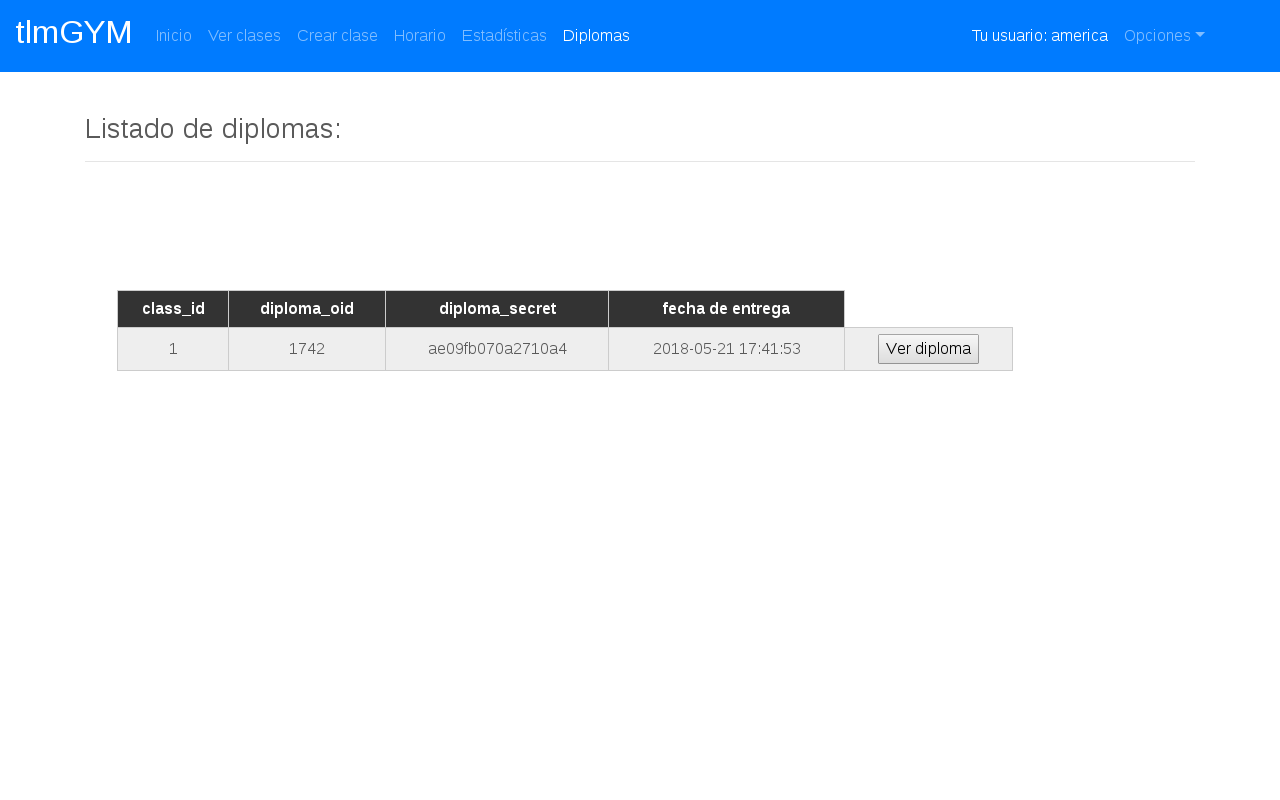 tlmGYM Inicio Ver clases Crear clase Horario Estadísticas Diplomas Tu usuario: america Opciones
Listado de diplomas:
class_id diploma_oid diploma_secret fecha de entrega
1 1742 ae09fb070a2710a4 2018-05-21 17:41:53 Ver diploma